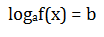 logₐf(x) = b